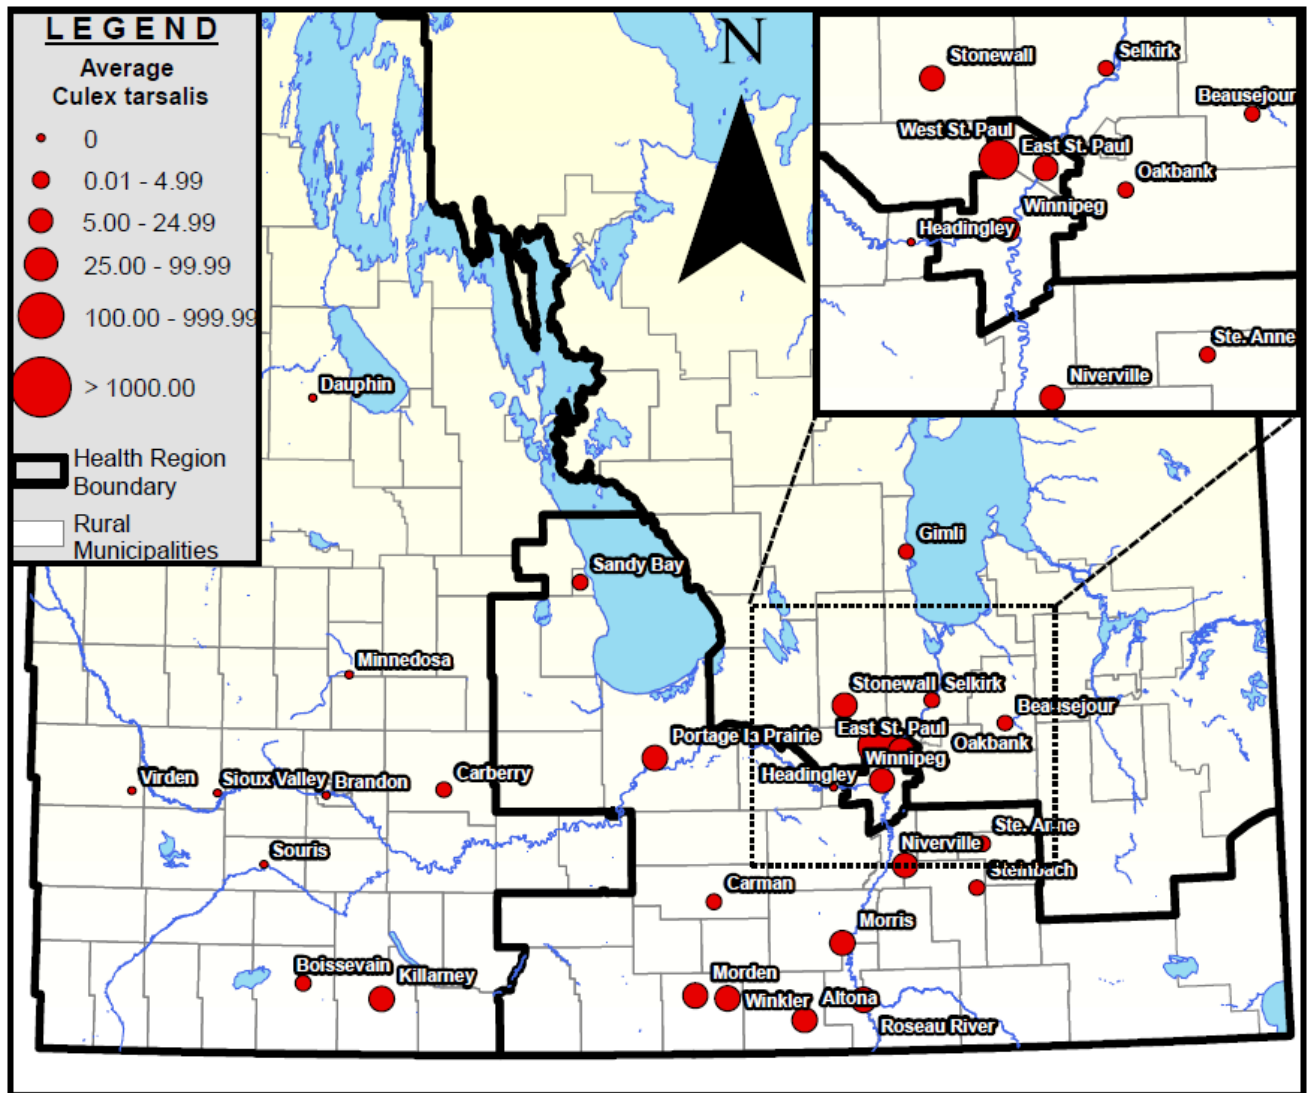 LEGEND
Average
Culex tarsalis
0
0.01 - 4.99
5.00 - 24.99
25.00 - 99.99
100.00 - 999.99
> 1000.00
Health Region
Boundary
Rural
Municipalities
N
Stonewall
Selkirk
Beausejour
West St. Paul
East St. Paul
Oakbank
Winnipeg
Headingley
Ste. Anne
Niverville
Dauphin
Gimli
Sandy Bay
Minnedosa
Stonewall
Selkirk
Beausejour
Portage la Prairie
East St. Paul
Oakbank
Winnipeg
Headingley
Virden
Sioux Valley
Brandon
Carberry
Ste. Anne
Niverville
Souris
Steinbach
Carman
Morris
Boissevain
Killarney
Morden
Winkler
Altona
Roseau River